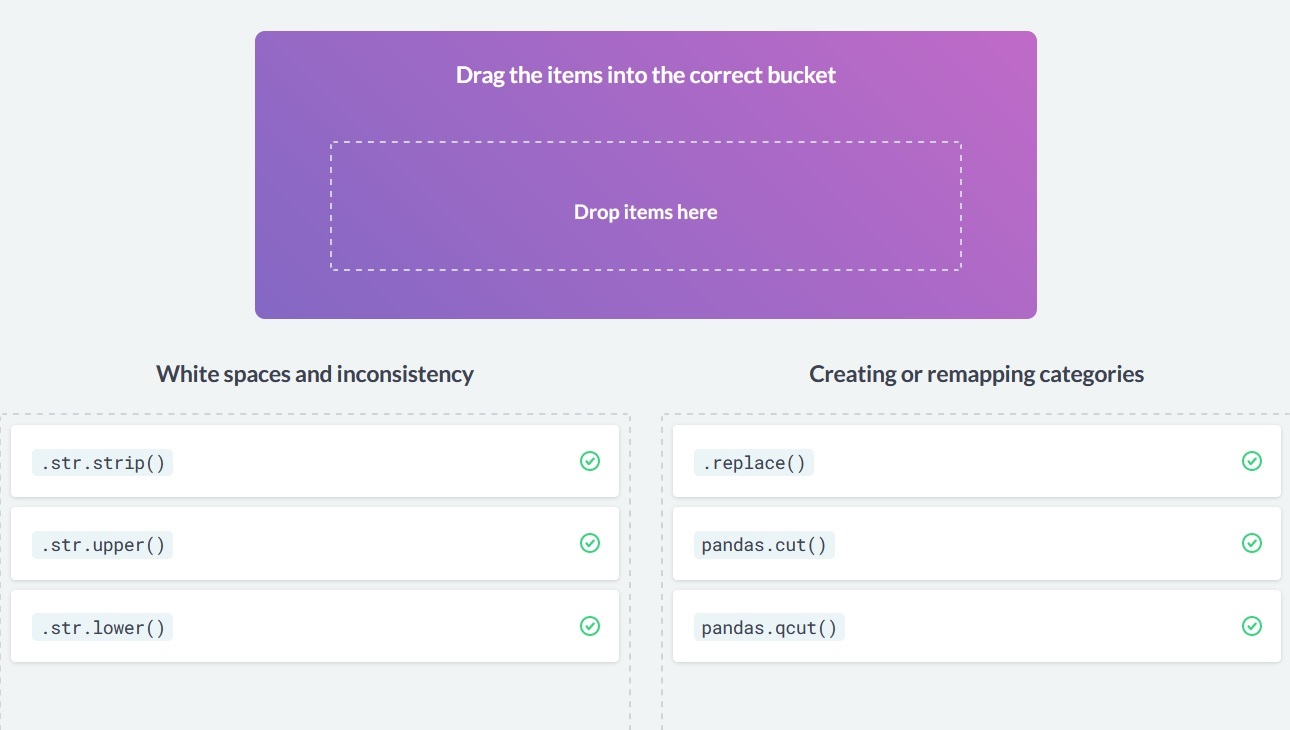 Drag the items into the correct bucket
Drop items here
White spaces and inconsistency
.str.strip()
.str.upper()
.str.lower()
Creating or remapping categories
.replace()
pandas.cut()
pandas.qcut()